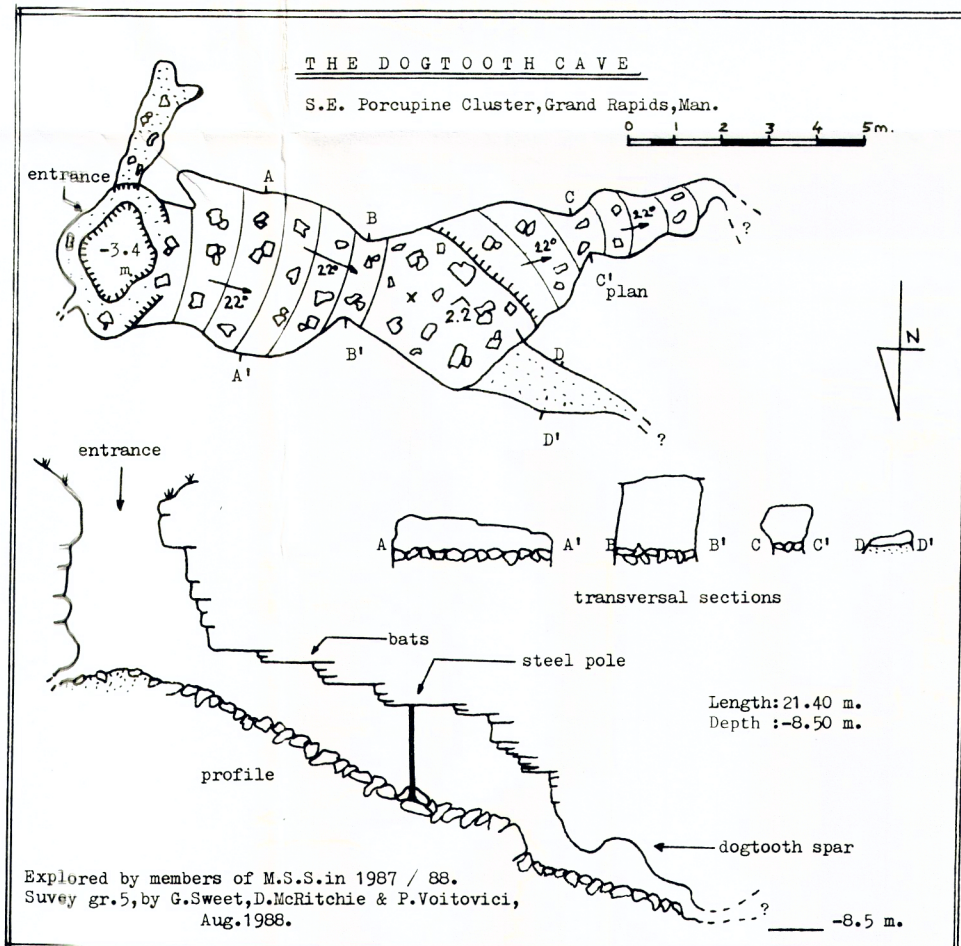 THE DOGTOOTH CAVE
S.E. Porcupine Cluster,Grand Rapids,Man.
0 1 2 3 4 5m.
entrance
A
B
C
22°
-3.4
m
22°
22°
12°
2.2
C'
plan
N
A'
B'
D
D'
?
?
entrance
A A' B B' C C' D D'
transversal sections
bats
steel pole
Length:21.40 m.
Depth :-8.50 m.
profile
dogtooth spar
Explored by members of M.S.S.in 1987 / 88.
Suvey gr.5,by G.Sweet,D.McRitchie & P.Voitovici,
Aug.1988.
?
-8.5 m.